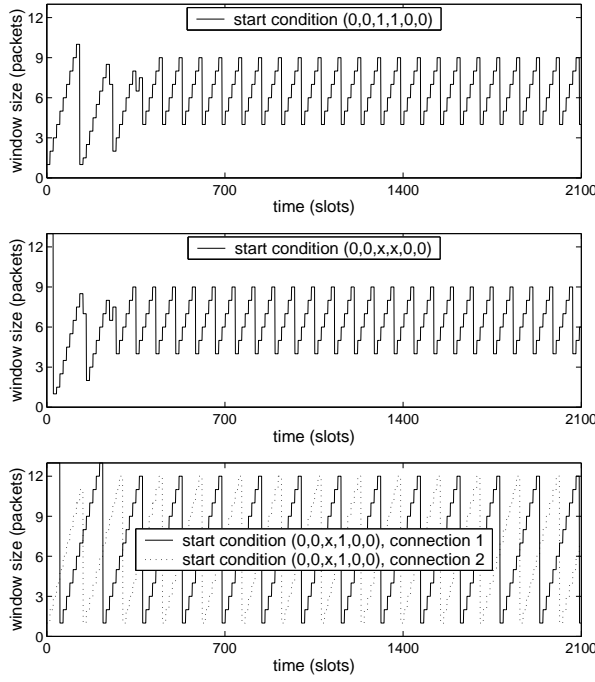 start condition (0,0,1,1,0,0)
window size (packets)
12
9
6
3
0
0
700
1400
2100
time (slots)
start condition (0,0,x,x,0,0)
window size (packets)
12
9
6
3
0
0
700
1400
2100
time (slots)
window size (packets)
12
9
6
3
0
start condition (0,0,x,1,0,0), connection 1
start condition (0,0,x,1,0,0), connection 2
0
700
1400
2100
time (slots)